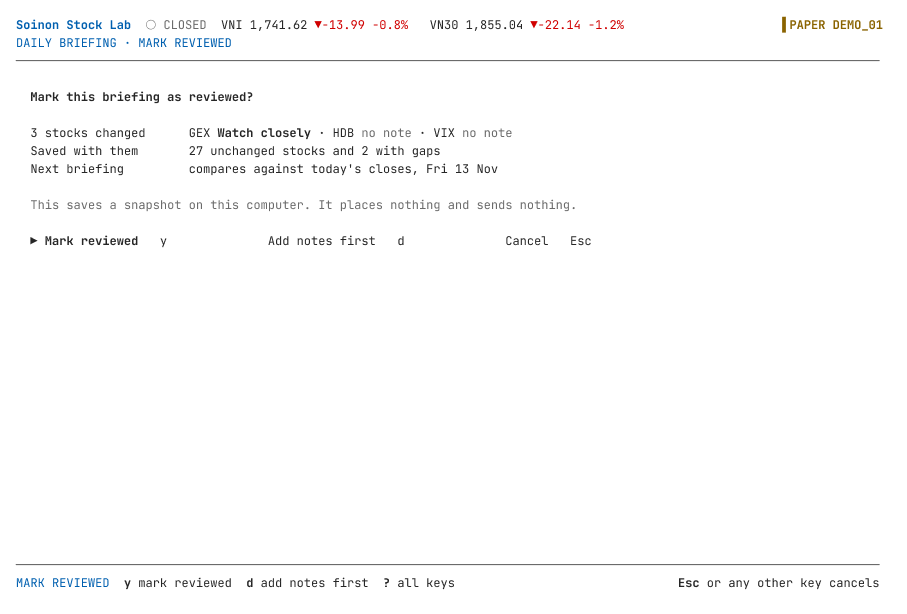 Soinon Stock Lab ○ CLOSED VNI 1,741.62 ▼-13.99 -0.8% VN30 1,855.04 ▼-22.14 -1.2% PAPER DEMO_01
DAILY BRIEFING · MARK REVIEWED
Mark this briefing as reviewed?
3 stocks changed GEX Watch closely · HDB no note · VIX no note
Saved with them 27 unchanged stocks and 2 with gaps
Next briefing compares against today's closes, Fri 13 Nov
This saves a snapshot on this computer. It places nothing and sends nothing.
▶ Mark reviewed y Add notes first d Cancel Esc
MARK REVIEWED y mark reviewed d add notes first ? all keys Esc or any other key cancels